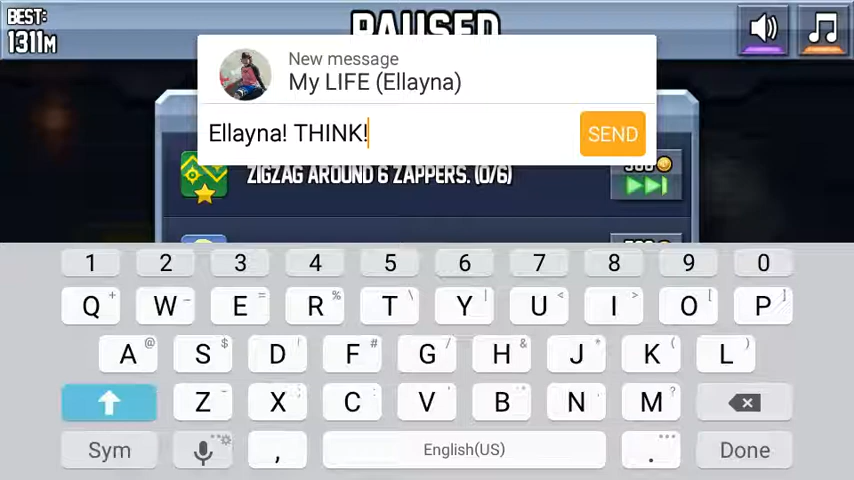 BEST:
1311M
PAUSED
New message
My LIFE (Ellayna)
Ellayna! THINK!
SEND
ZIGZAG AROUND 6 ZAPPERS. (0/6)
1 2 3 4 5 6 7 8 9 0
Q + W - E = R % T \ Y | U < I > O [ P ]
A @ S $ D ! F # G / H & J * K ( L )
Z - X ; C : V ' B " N , M ?
Sym , English(US) . Done